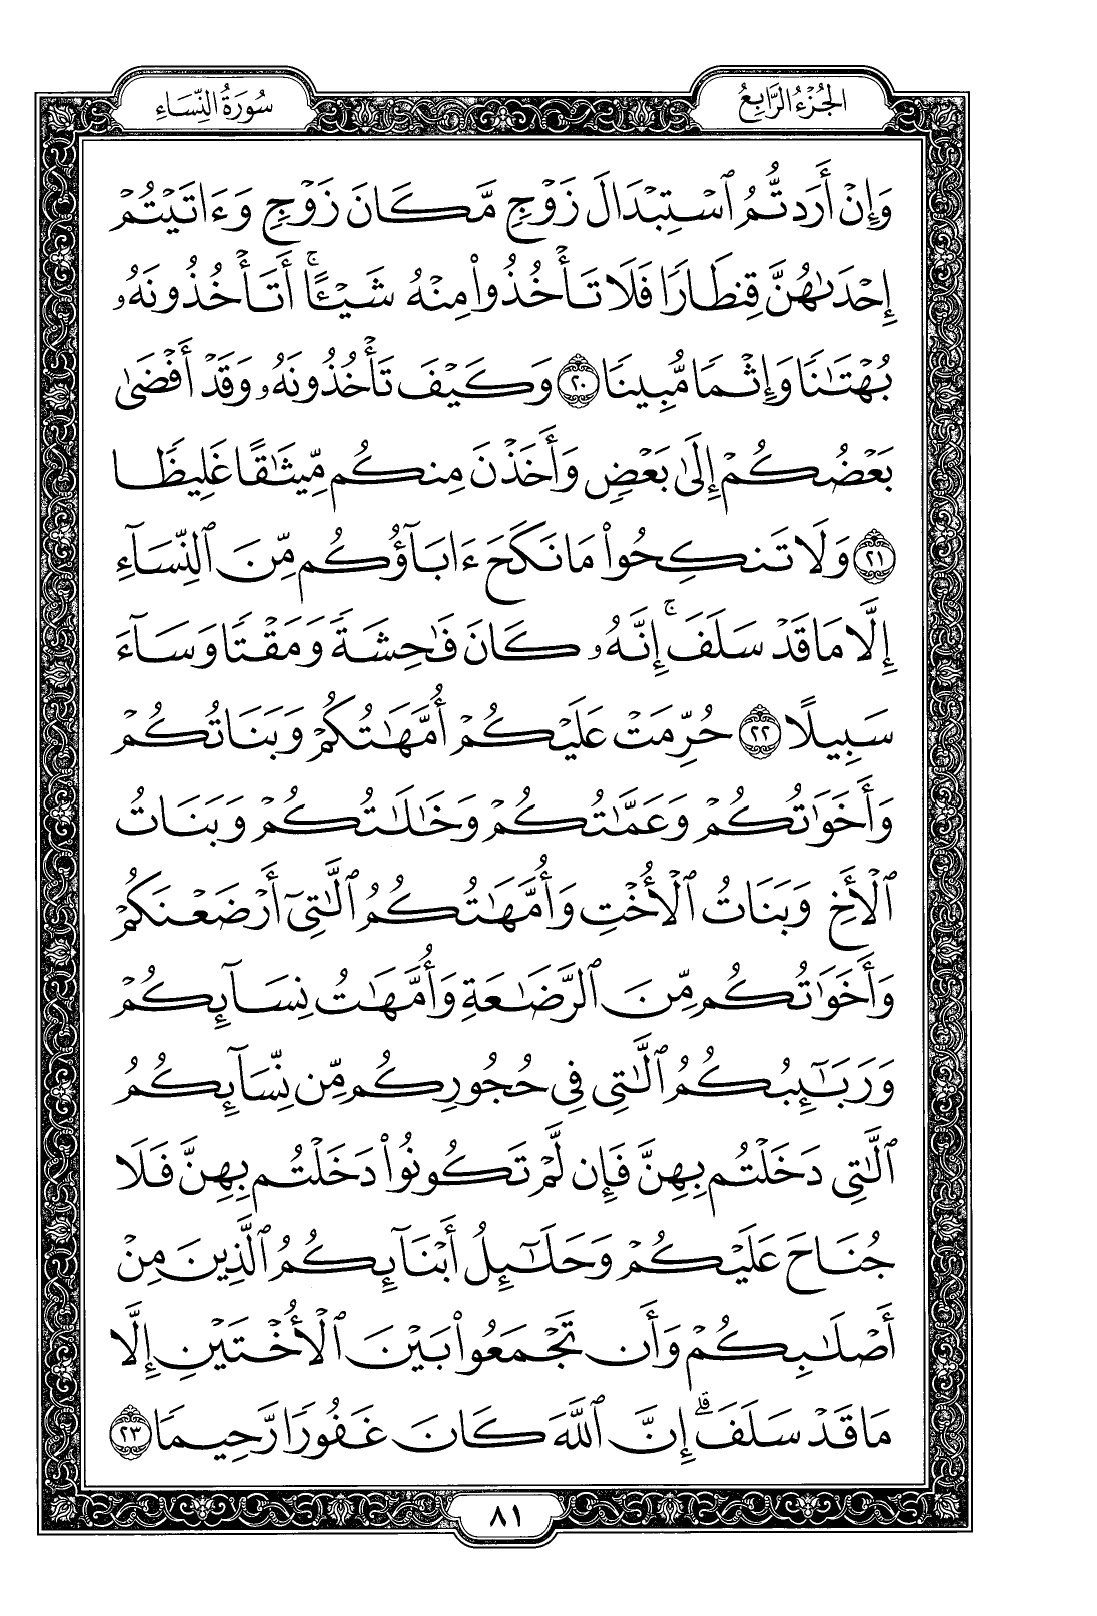 الجُزْءُ الرَّابِعُ
سُورَةُ النِّسَاءِ
وَإِنْ أَرَدتُّمُ ٱسْتِبْدَالَ زَوْجٍ مَّكَانَ زَوْجٍ وَءَاتَيْتُمْ
إِحْدَىٰهُنَّ قِنطَارًا فَلَا تَأْخُذُوا۟ مِنْهُ شَيْـًٔا ۚ أَتَأْخُذُونَهُۥ
بُهْتَـٰنًا وَإِثْمًا مُّبِينًا ٢٠ وَكَيْفَ تَأْخُذُونَهُۥ وَقَدْ أَفْضَىٰ
بَعْضُكُمْ إِلَىٰ بَعْضٍ وَأَخَذْنَ مِنكُم مِّيثَـٰقًا غَلِيظًا
٢١ وَلَا تَنكِحُوا۟ مَا نَكَحَ ءَابَآؤُكُم مِّنَ ٱلنِّسَآءِ
إِلَّا مَا قَدْ سَلَفَ ۚ إِنَّهُۥ كَانَ فَـٰحِشَةً وَمَقْتًا وَسَآءَ
سَبِيلًا ٢٢ حُرِّمَتْ عَلَيْكُمْ أُمَّهَـٰتُكُمْ وَبَنَاتُكُمْ
وَأَخَوَٰتُكُمْ وَعَمَّـٰتُكُمْ وَخَـٰلَـٰتُكُمْ وَبَنَاتُ
ٱلْأَخِ وَبَنَاتُ ٱلْأُخْتِ وَأُمَّهَـٰتُكُمُ ٱلَّـٰتِىٓ أَرْضَعْنَكُمْ
وَأَخَوَٰتُكُم مِّنَ ٱلرَّضَـٰعَةِ وَأُمَّهَـٰتُ نِسَآئِكُمْ
وَرَبَـٰٓئِبُكُمُ ٱلَّـٰتِى فِى حُجُورِكُم مِّن نِّسَآئِكُمُ
ٱلَّـٰتِى دَخَلْتُم بِهِنَّ فَإِن لَّمْ تَكُونُوا۟ دَخَلْتُم بِهِنَّ فَلَا
جُنَاحَ عَلَيْكُمْ وَحَلَـٰٓئِلُ أَبْنَآئِكُمُ ٱلَّذِينَ مِنْ
أَصْلَـٰبِكُمْ وَأَن تَجْمَعُوا۟ بَيْنَ ٱلْأُخْتَيْنِ إِلَّا
مَا قَدْ سَلَفَ ۗ إِنَّ ٱللَّهَ كَانَ غَفُورًا رَّحِيمًا ٢٣
٨١